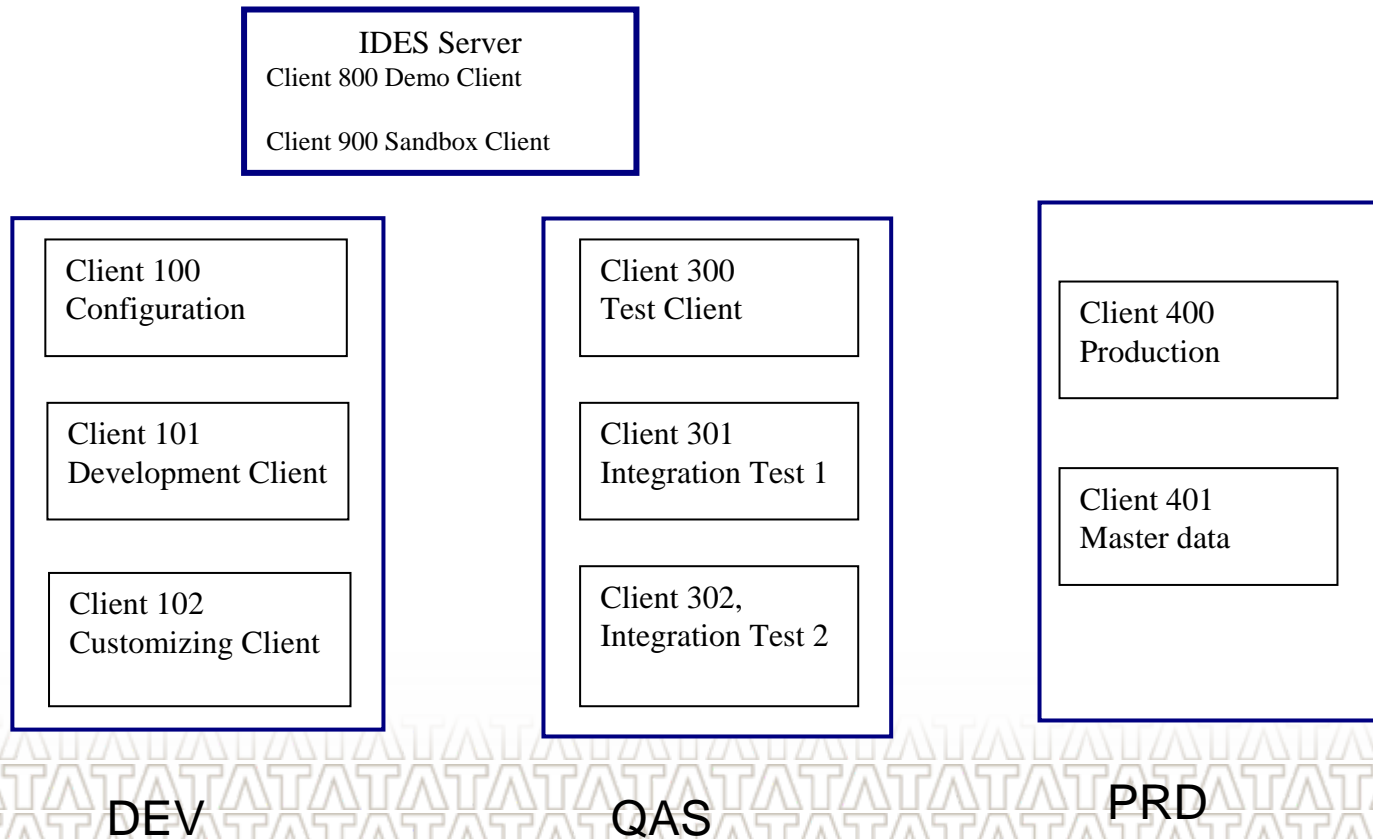 IDES Server
Client 800 Demo Client
Client 900 Sandbox Client
Client 100
Configuration
Client 101
Development Client
Client 102
Customizing Client
DEV
Client 300
Test Client
Client 301
Integration Test 1
Client 302,
Integration Test 2
QAS
Client 400
Production
Client 401
Master data
PRD